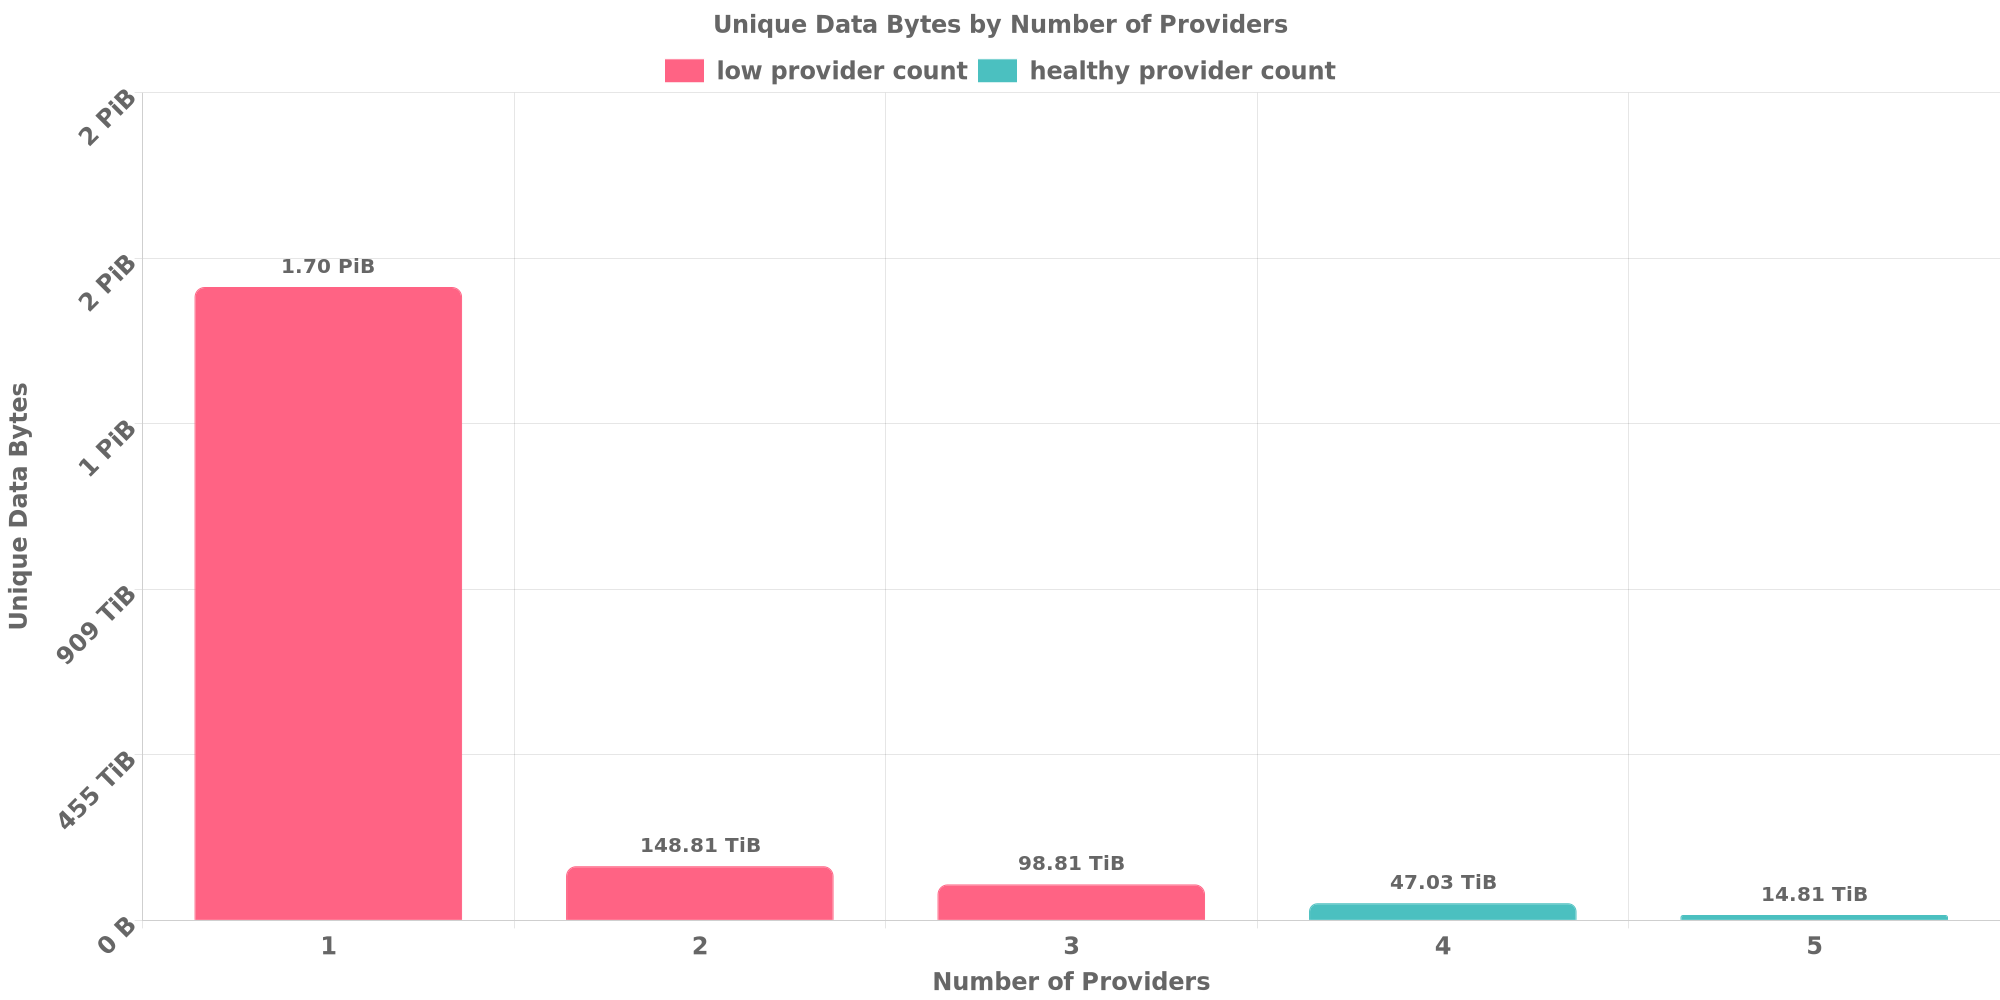 Unique Data Bytes by Number of Providers
low provider count healthy provider count
2 PiB
2 PiB
1 PiB
909 TiB
455 TiB
0 B
Unique Data Bytes
1.70 PiB
148.81 TiB
98.81 TiB
47.03 TiB
14.81 TiB
1 2 3 4 5
Number of Providers